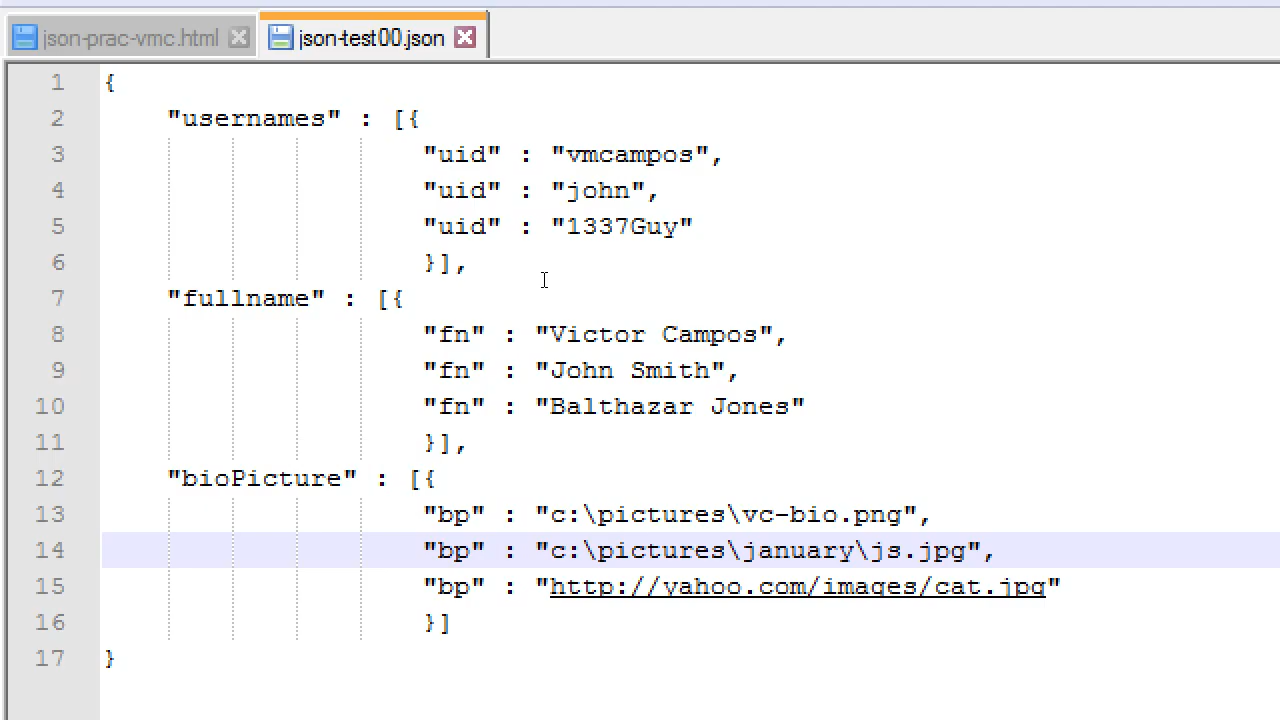 json-prac-vmc.html json-test00.json
1 {
2 "usernames" : [{
3 "uid" : "vmcampos",
4 "uid" : "john",
5 "uid" : "1337Guy"
6 }],
7 "fullname" : [{
8 "fn" : "Victor Campos",
9 "fn" : "John Smith",
10 "fn" : "Balthazar Jones"
11 }],
12 "bioPicture" : [{
13 "bp" : "c:\pictures\vc-bio.png",
14 "bp" : "c:\pictures\january\js.jpg",
15 "bp" : "http://yahoo.com/images/cat.jpg"
16 }]
17 }